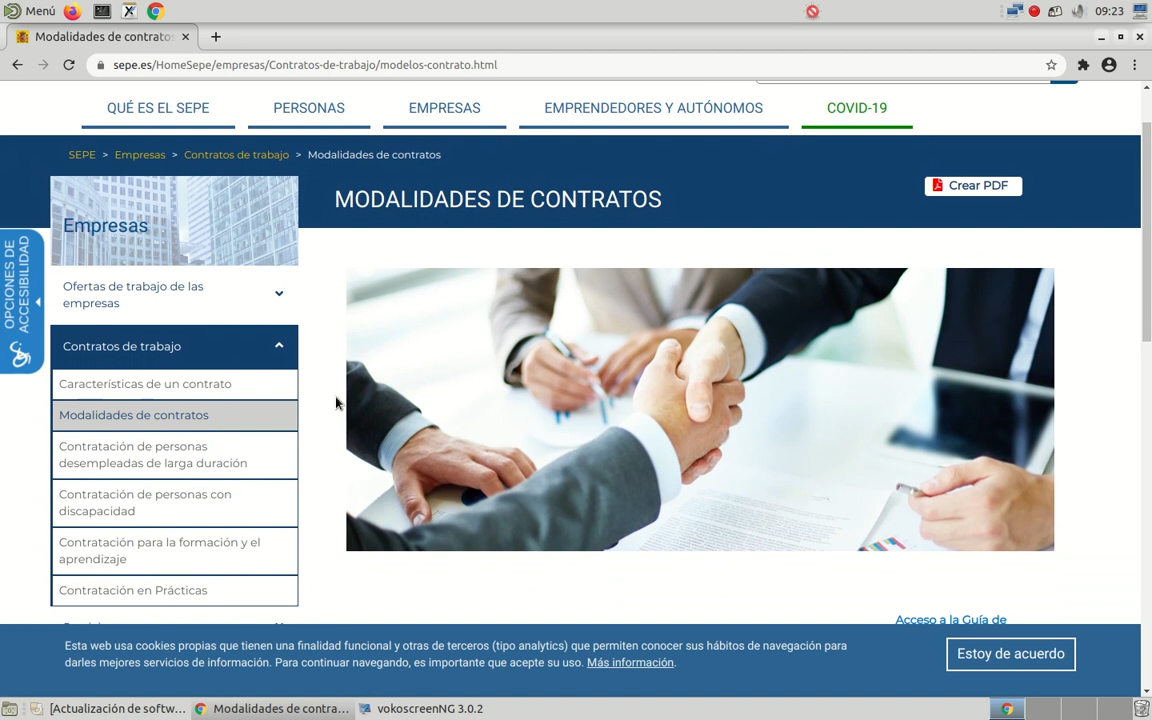 Menú
09:23
Modalidades de contratos
sepe.es/HomeSepe/empresas/Contratos-de-trabajo/modelos-contrato.html
QUÉ ES EL SEPE
PERSONAS
EMPRESAS
EMPRENDEDORES Y AUTÓNOMOS
COVID-19
SEPE > Empresas > Contratos de trabajo > Modalidades de contratos
MODALIDADES DE CONTRATOS
Crear PDF
Empresas
OPCIONES DE
ACCESIBILIDAD
Ofertas de trabajo de las
empresas
Contratos de trabajo
Características de un contrato
Modalidades de contratos
Contratación de personas
desempleadas de larga duración
Contratación de personas con
discapacidad
Contratación para la formación y el
aprendizaje
Contratación en Prácticas
Acceso a la Guía de
Esta web usa cookies propias que tienen una finalidad funcional y otras de terceros (tipo analytics) que permiten conocer sus hábitos de navegación para
darles mejores servicios de información. Para continuar navegando, es importante que acepte su uso. Más información.
Estoy de acuerdo
[Actualización de softw...
Modalidades de contra...
vokoscreenNG 3.0.2